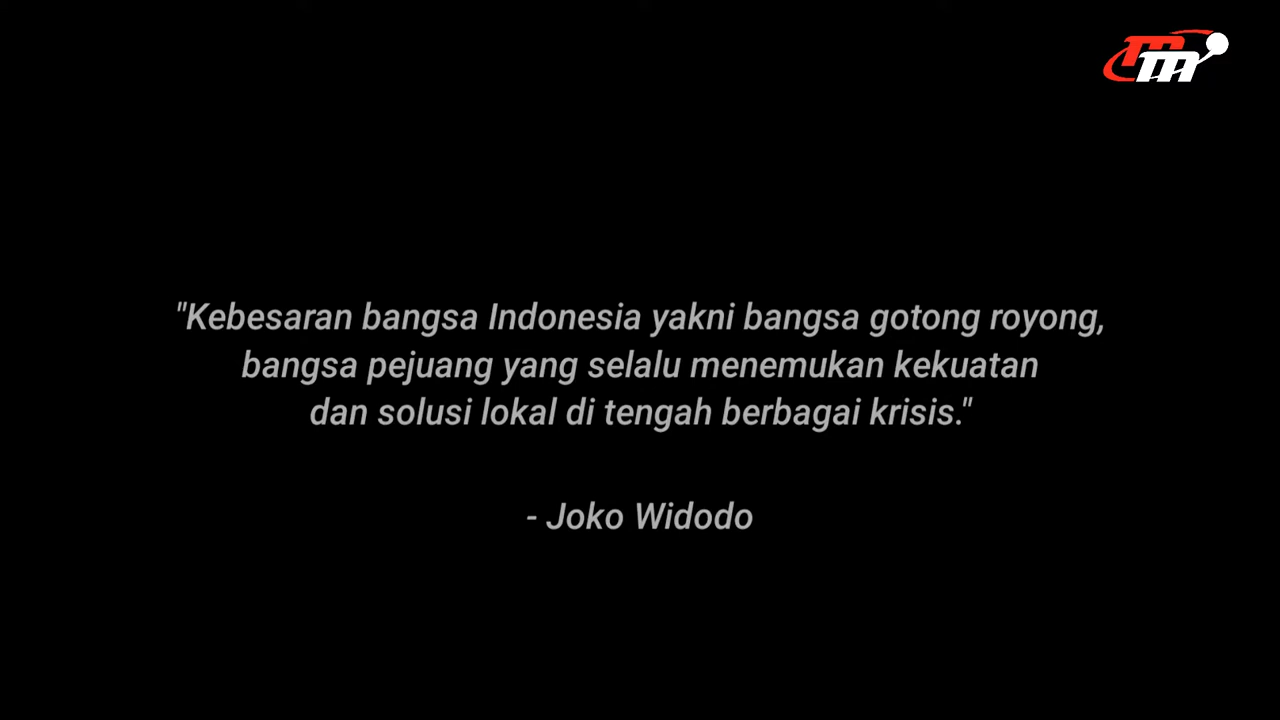 "Kebesaran bangsa Indonesia yakni bangsa gotong royong,
bangsa pejuang yang selalu menemukan kekuatan
dan solusi lokal di tengah berbagai krisis."
- Joko Widodo